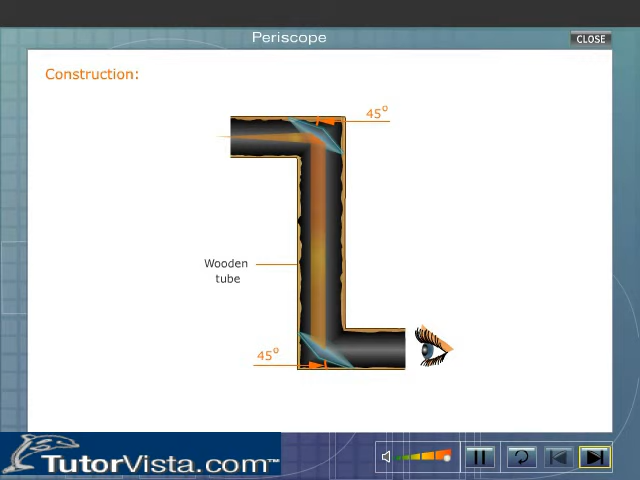 Periscope
CLOSE
Construction:
45°
Wooden
tube
45°
TutorVista.com™